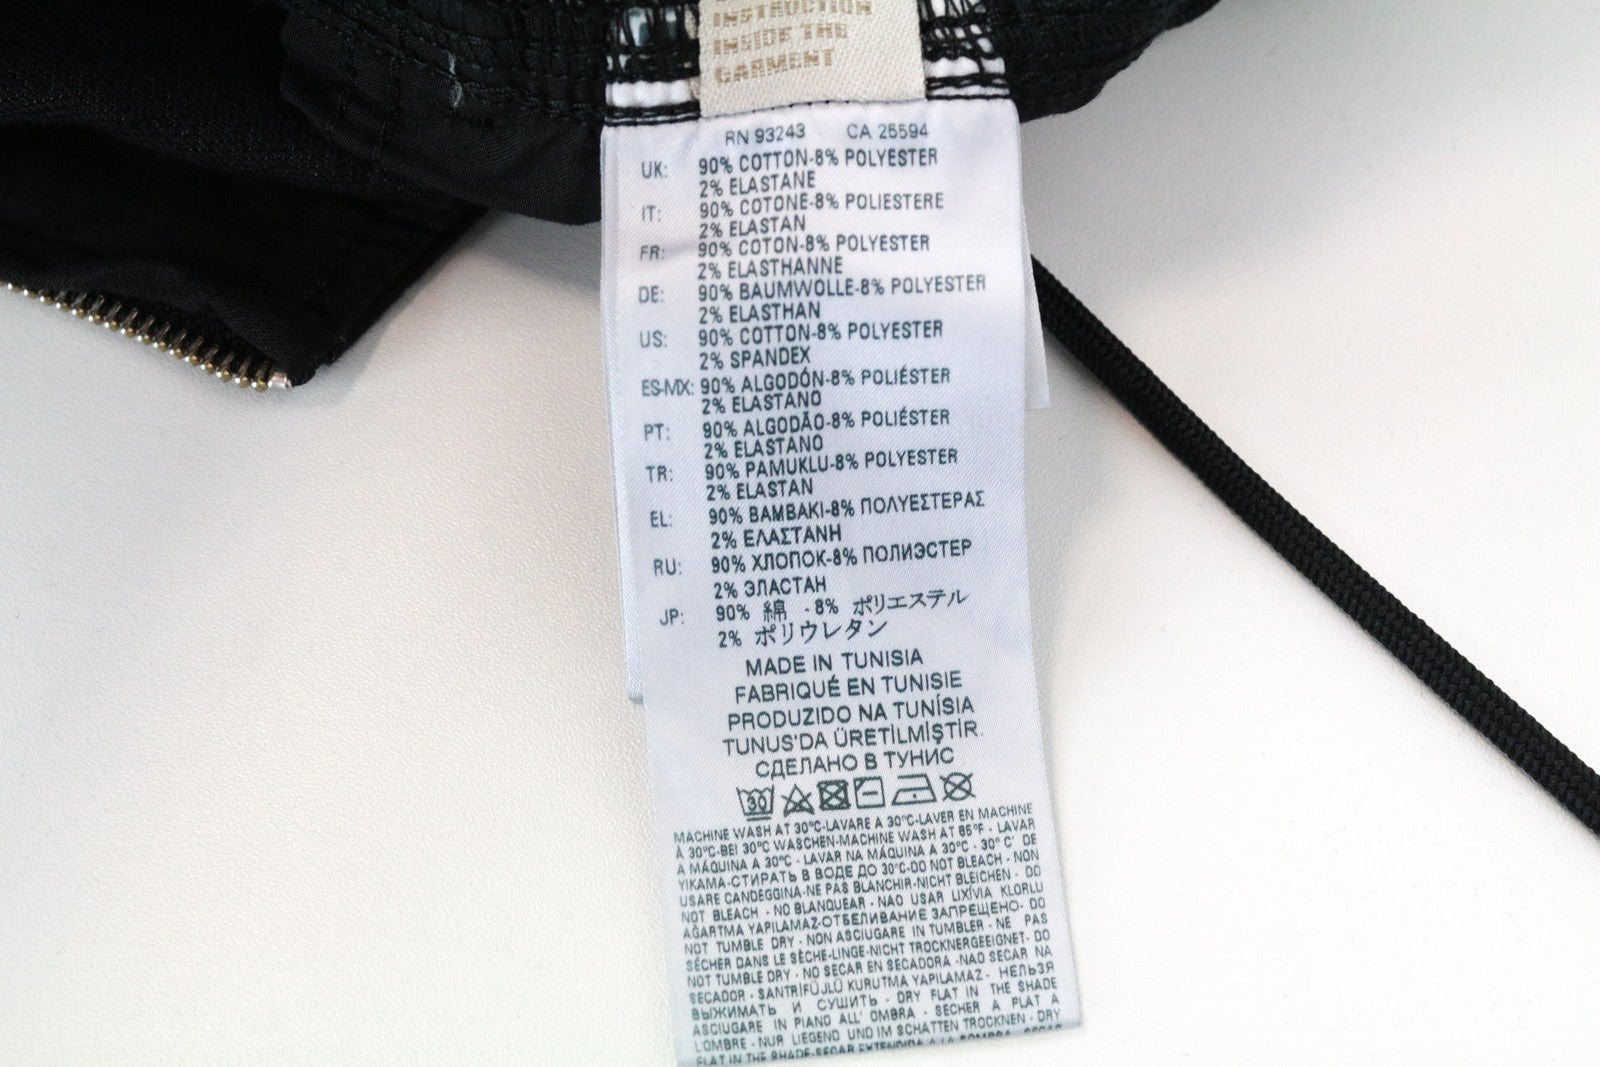 INSTRUCTION
INSIDE THE
GARMENT
RN 93243 CA 25594
UK: 90% COTTON-8% POLYESTER
2% ELASTANE
IT: 90% COTONE-8% POLIESTERE
2% ELASTAN
FR: 90% COTON-8% POLYESTER
2% ELASTHANNE
DE: 90% BAUMWOLLE-8% POLYESTER
2% ELASTHAN
US: 90% COTTON-8% POLYESTER
2% SPANDEX
ES-MX: 90% ALGODÓN-8% POLIÉSTER
2% ELASTANO
PT: 90% ALGODÃO-8% POLIÉSTER
2% ELASTANO
TR: 90% PAMUKLU-8% POLYESTER
2% ELASTAN
EL: 90% ΒΑΜΒΑΚΙ-8% ΠΟΛΥΕΣΤΕΡΑΣ
2% ΕΛΑΣΤΑΝΗ
RU: 90% ХЛОПОК-8% ПОЛИЭСТЕР
2% ЭЛАСТАН
JP: 90% 綿 -8% ポリエステル
2% ポリウレタン
MADE IN TUNISIA
FABRIQUÉ EN TUNISIE
PRODUZIDO NA TUNÍSIA
TUNUS'DA ÜRETİLMİŞTİR.
СДЕЛАНО В ТУНИС
30
MACHINE WASH AT 30°C-LAVARE A 30°C-LAVER EN MACHINE
À 30°C-BEI 30°C WASCHEN-MACHINE WASH AT 85°F - LAVAR
A MÁQUINA A 30°C - LAVAR NA MÁQUINA A 30°C - 30° C' DE
YIKAMA-СТИРАТЬ В ВОДЕ ДО 30°C-DO NOT BLEACH - NON
USARE CANDEGGINA-NE PAS BLANCHIR-NICHT BLEICHEN - DO
NOT BLEACH - NO BLANQUEAR - NAO USAR LIXÍVIA KLORLU
AĞARTMA YAPILAMAZ-ОТБЕЛИВАНИЕ ЗАПРЕЩЕНО- DO
NOT TUMBLE DRY - NON ASCIUGARE IN TUMBLER - NE PAS
SÉCHER DANS LE SÈCHE-LINGE-NICHT TROCKNERGEEIGNET- DO
NOT TUMBLE DRY - NO SECAR EN SECADORA -NAO SECAR NA
SECADOR - SANTRİFÜJLÜ KURUTMA YAPILAMAZ - НЕЛЬЗЯ
ВЫЖИМАТЬ И СУШИТЬ - DRY FLAT IN THE SHADE
ASCIUGARE IN PIANO ALL' OMBRA - SECHER A PLAT A
L'OMBRE - NUR LIEGEND UND IM SCHATTEN TROCKNEN - DRY
FLAT IN THE SHADE-SECAR EXTENDIDA A LA SOMBRA- SECAR